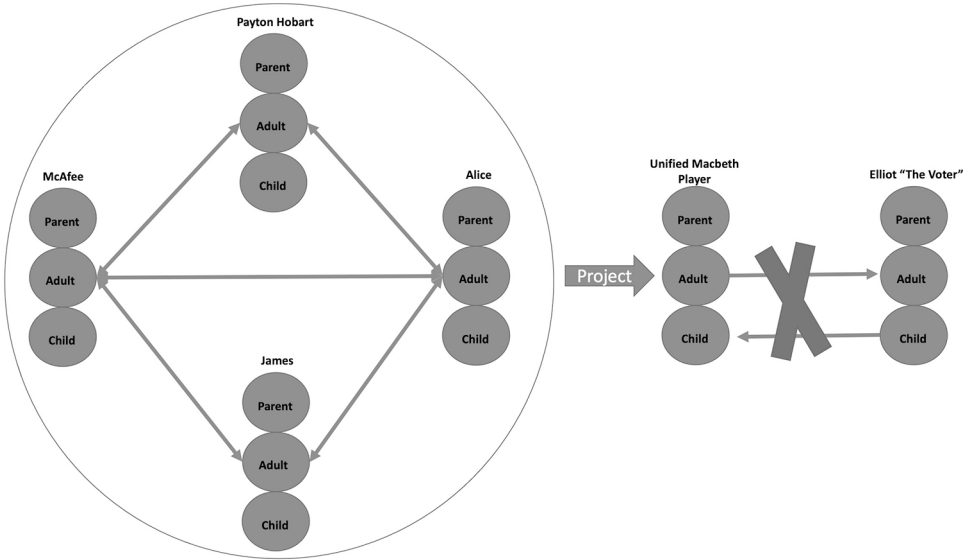 Payton Hobart
Parent
Adult
Child
McAfee
Parent
Adult
Child
Alice
Parent
Adult
Child
James
Parent
Adult
Child
Project
Unified Macbeth
Player
Parent
Adult
Child
Elliot “The Voter”
Parent
Adult
Child